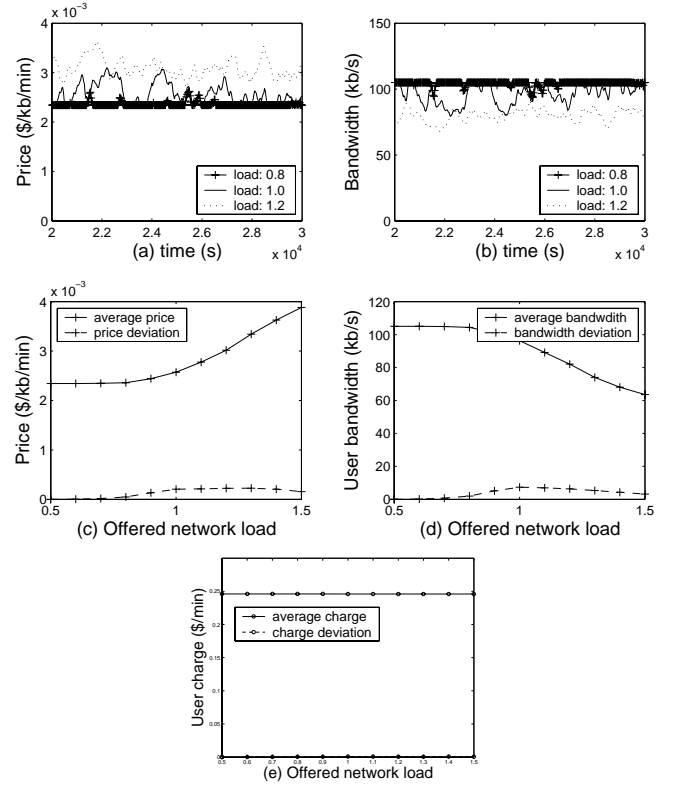 x 10⁻³
4
3
2
1
0
Price ($/kb/min)
load: 0.8
load: 1.0
load: 1.2
2
2.2
2.4
2.6
2.8
3
x 10⁴
(a) time (s)
150
100
50
0
Bandwidth (kb/s)
load: 0.8
load: 1.0
load: 1.2
2
2.2
2.4
2.6
2.8
3
x 10⁴
(b) time (s)
x 10⁻³
4
3
2
1
0
Price ($/kb/min)
average price
price deviation
0.5
1
1.5
(c) Offered network load
120
100
80
60
40
20
0
User bandwidth (kb/s)
average bandwdith
bandwidth deviation
0.5
1
1.5
(d) Offered network load
0.25
0.2
0.15
0.1
0.05
0
User charge ($/min)
average charge
charge deviation
0.5
0.6
0.7
0.8
0.9
1
1.1
1.2
1.3
1.4
1.5
(e) Offered network load